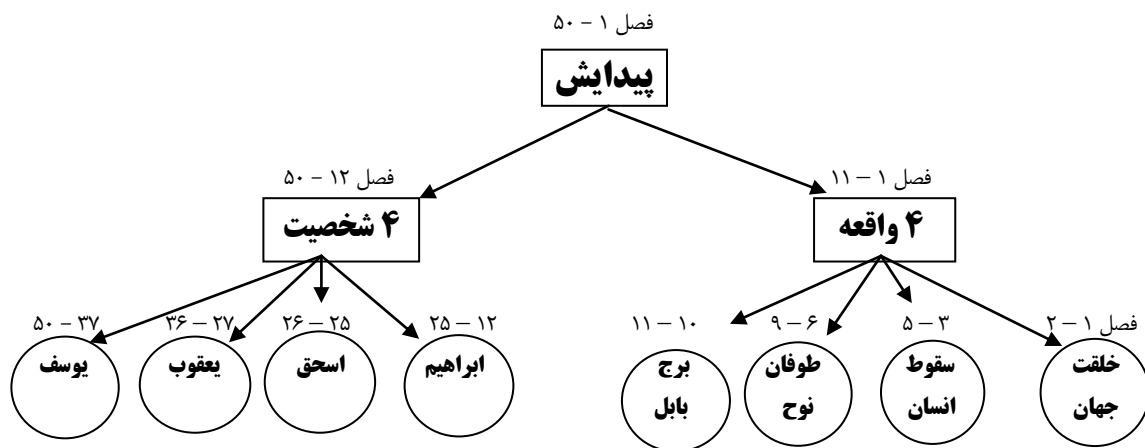 فصل ۱ – ۵۰
پیدایش
فصل ۱ – ۱۱
۴ واقعه
فصل ۱۲ – ۵۰
۴ شخصیت
فصل ۱ – ۲
خلقت
جهان
۳ – ۵
سقوط
انسان
۶ – ۹
طوفان
نوح
۱۰ – ۱۱
برج
بابل
۱۲ – ۲۵
ابراهیم
۲۵ – ۲۶
اسحق
۲۷ – ۳۶
یعقوب
۳۷ – ۵۰
یوسف